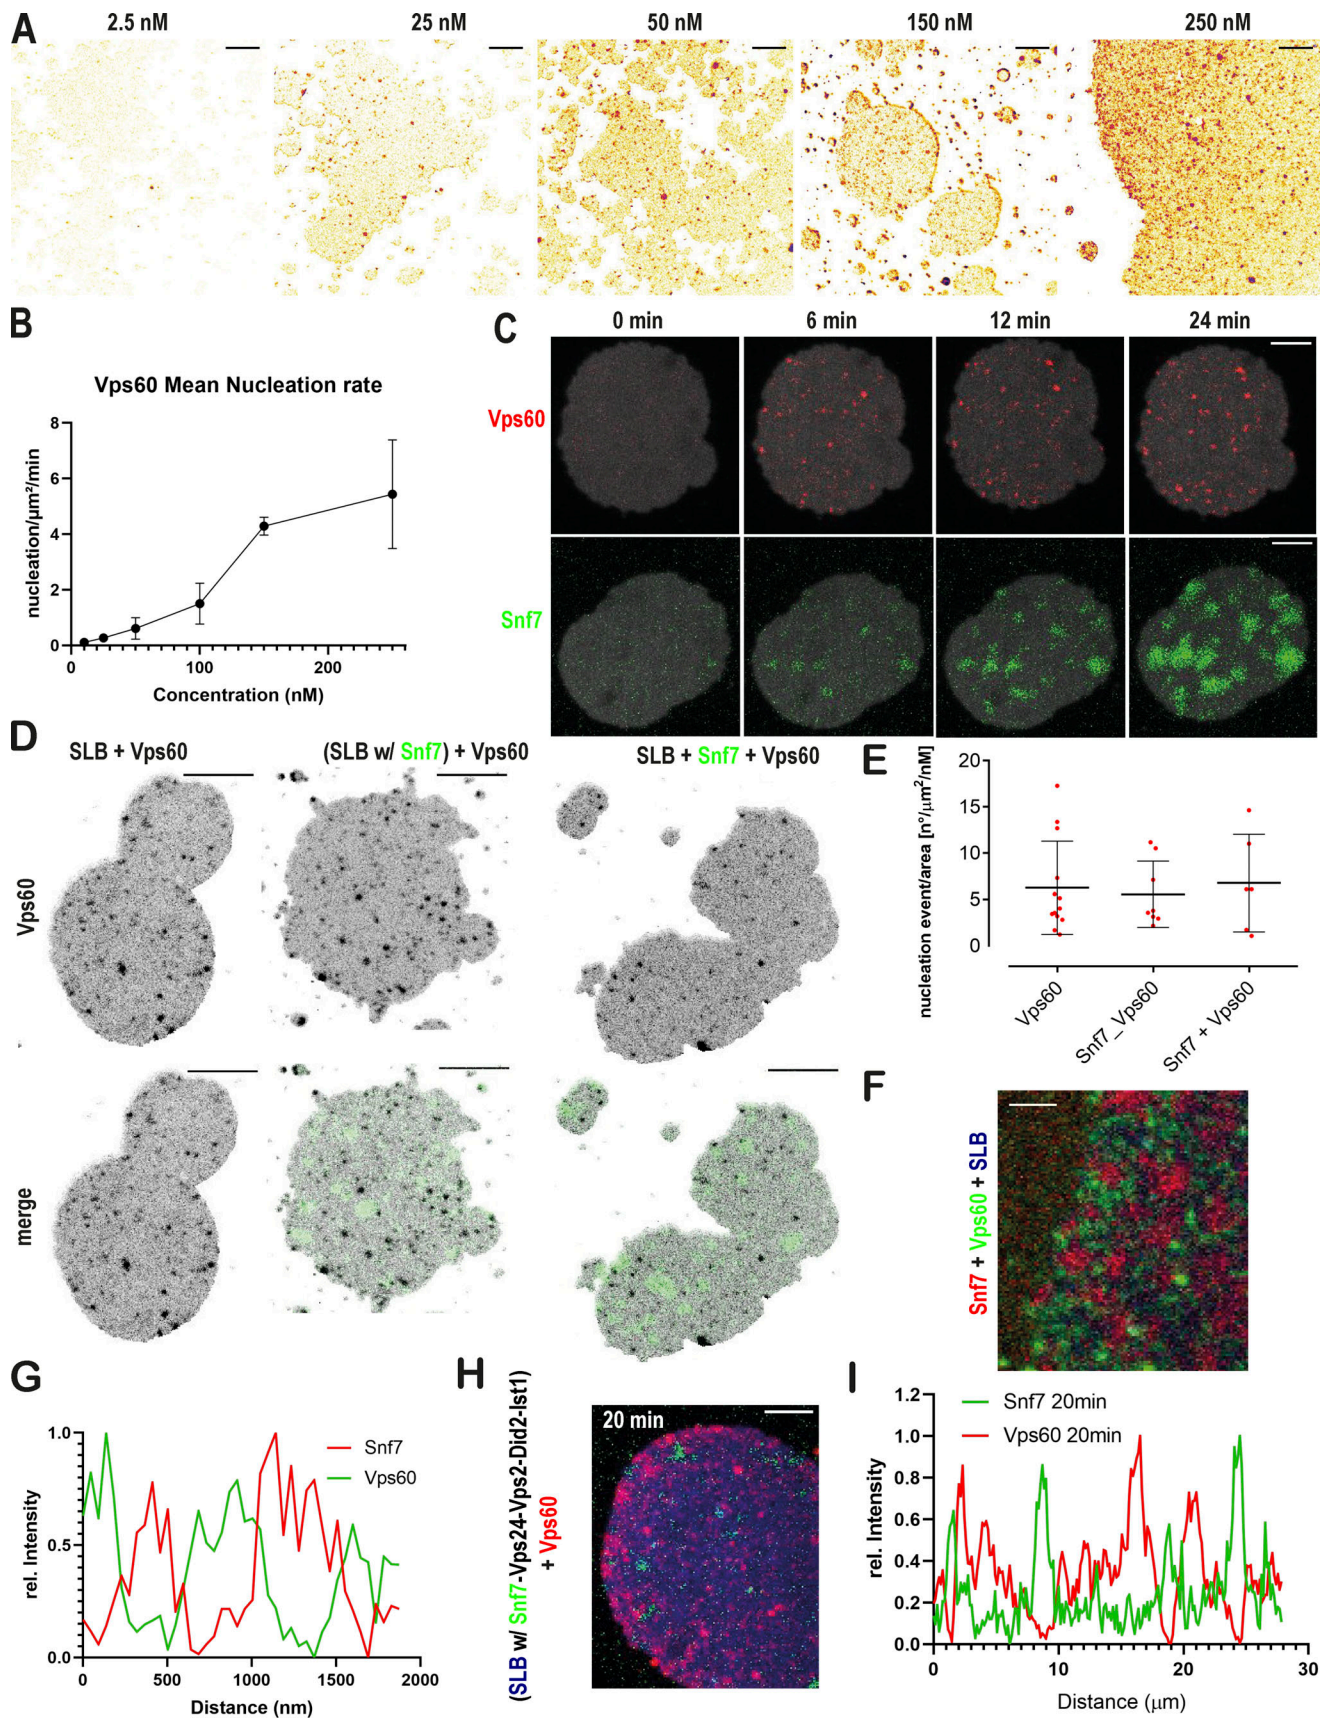 A
2.5 nM 25 nM 50 nM 150 nM 250 nM
B
Vps60 Mean Nucleation rate
nucleation/µm²/min
8
6
4
2
0
0 100 200
Concentration (nM)
C
0 min 6 min 12 min 24 min
Vps60
Snf7
D
SLB + Vps60 (SLB w/ Snf7) + Vps60 SLB + Snf7 + Vps60
Vps60
merge
E
nucleation event/area [n°/µm²/nM]
20
15
10
5
0
Vps60 Snf7_Vps60 Snf7 + Vps60
F
Snf7 + Vps60 + SLB
G
rel. Intensity
1.0
0.5
0.0
0 500 1000 1500 2000
Distance (nm)
Snf7
Vps60
H
(SLB w/ Snf7-Vps24-Vps2-Did2-Ist1)
+ Vps60
20 min
I
rel. Intensity
1.2
1.0
0.8
0.6
0.4
0.2
0.0
0 10 20 30
Distance (µm)
Snf7 20min
Vps60 20min